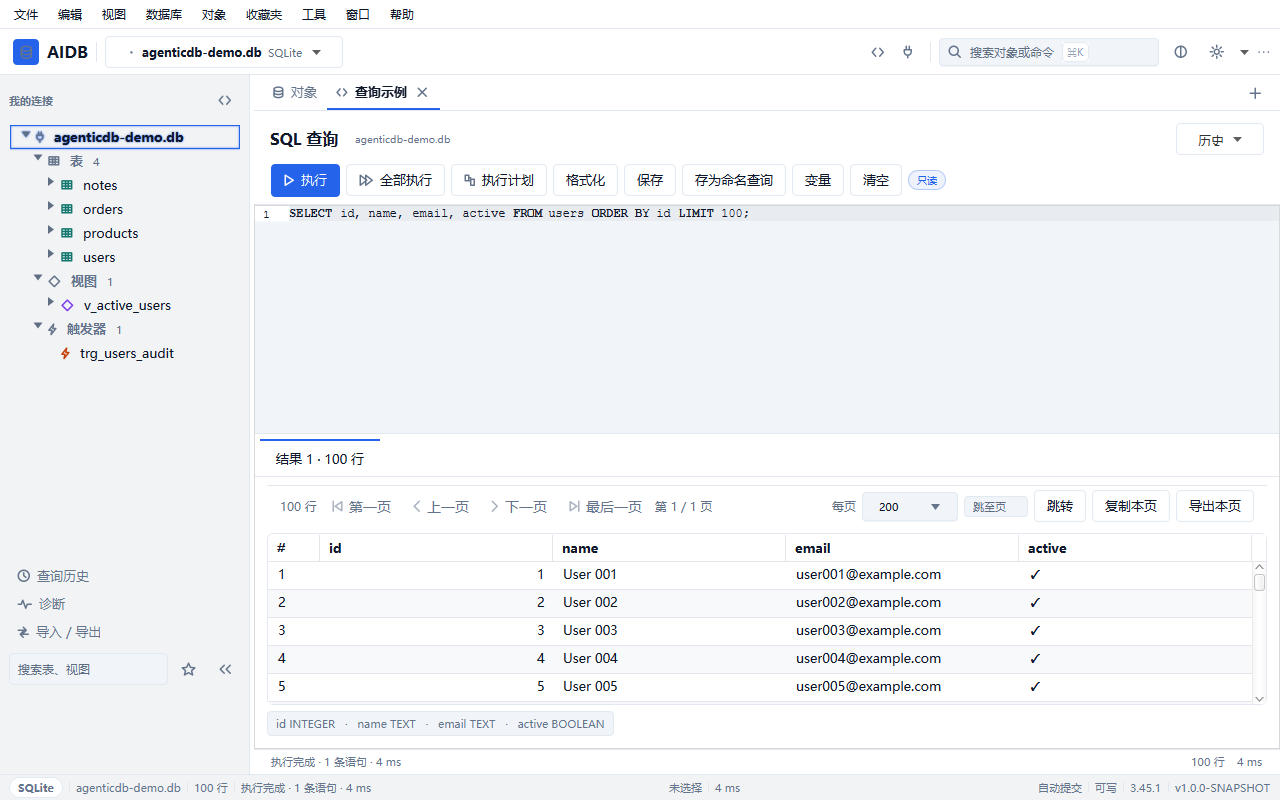 文件 编辑 视图 数据库 对象 收藏夹 工具 窗口 帮助
AIDB · agenticdb-demo.db SQLite 搜索对象或命令 ⌘K
我的连接
agenticdb-demo.db
表 4
notes
orders
products
users
视图 1
v_active_users
触发器 1
trg_users_audit
查询历史
诊断
导入 / 导出
搜索表、视图
对象 查询示例
SQL 查询 agenticdb-demo.db 历史
执行 全部执行 执行计划 格式化 保存 存为命名查询 变量 清空 只读
1 SELECT id, name, email, active FROM users ORDER BY id LIMIT 100;
结果 1 · 100 行
100 行 第一页 上一页 下一页 最后一页 第 1 / 1 页 每页 200 跳至页 跳转 复制本页 导出本页
# id name email active
1 1 User 001 user001@example.com ✓
2 2 User 002 user002@example.com ✓
3 3 User 003 user003@example.com ✓
4 4 User 004 user004@example.com ✓
5 5 User 005 user005@example.com ✓
id INTEGER · name TEXT · email TEXT · active BOOLEAN
执行完成 · 1 条语句 · 4 ms 100 行 4 ms
SQLite agenticdb-demo.db 100 行 执行完成 · 1 条语句 · 4 ms 未选择 4 ms 自动提交 可写 3.45.1 v1.0.0-SNAPSHOT